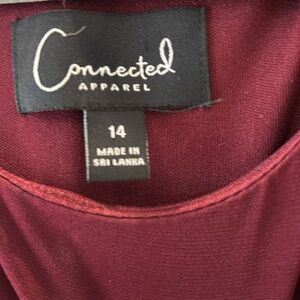 Connected
APPAREL
14
MADE IN
SRI LANKA